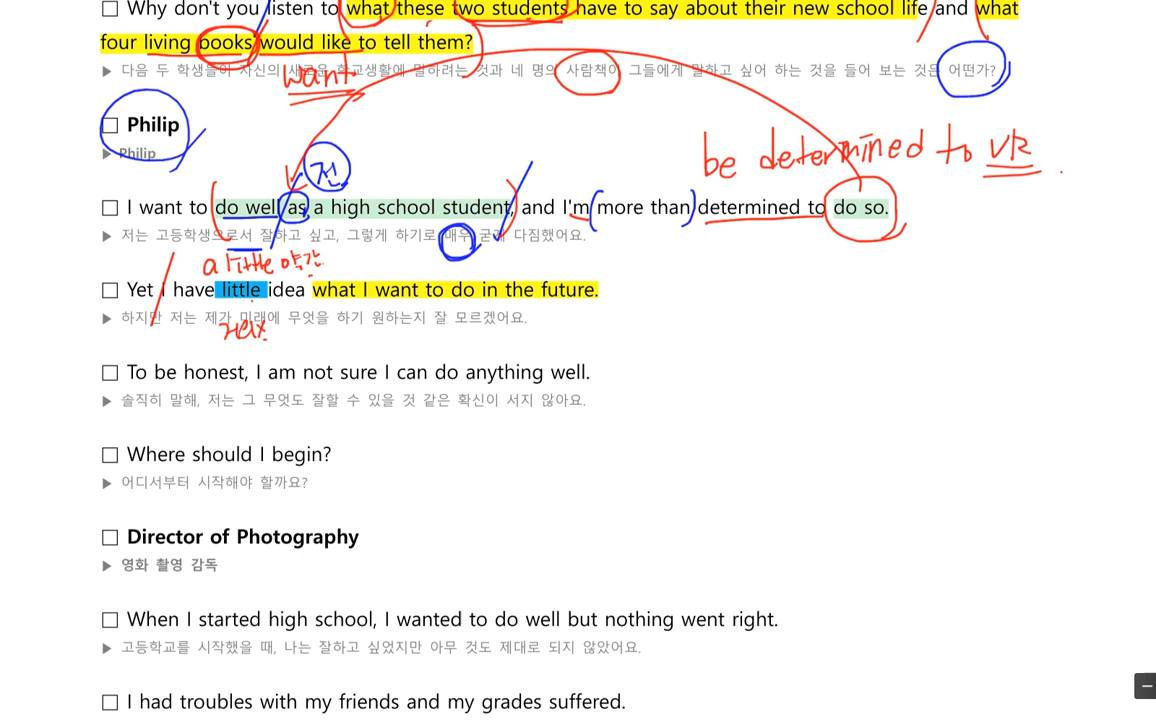 □ Why don't you listen to what these two students have to say about their new school life and what
four living books would like to tell them?
▶ 다음 두 학생들이 자신의 새로운 학교생활에 말하려는 것과 네 명의 사람책이 그들에게 말하고 싶어 하는 것을 들어 보는 것은 어떤가?
want
□ Philip
▶ Philip
be determined to VR
전
□ I want to do well as a high school student, and I'm more than determined to do so.
▶ 저는 고등학생으로서 잘하고 싶고, 그렇게 하기로 매우 굳게 다짐했어요.
a little 약간
□ Yet I have little idea what I want to do in the future.
▶ 하지만 저는 제가 미래에 무엇을 하기 원하는지 잘 모르겠어요.
거의x
□ To be honest, I am not sure I can do anything well.
▶ 솔직히 말해, 저는 그 무엇도 잘할 수 있을 것 같은 확신이 서지 않아요.
□ Where should I begin?
▶ 어디서부터 시작해야 할까요?
□ Director of Photography
▶ 영화 촬영 감독
□ When I started high school, I wanted to do well but nothing went right.
▶ 고등학교를 시작했을 때, 나는 잘하고 싶었지만 아무 것도 제대로 되지 않았어요.
□ I had troubles with my friends and my grades suffered.